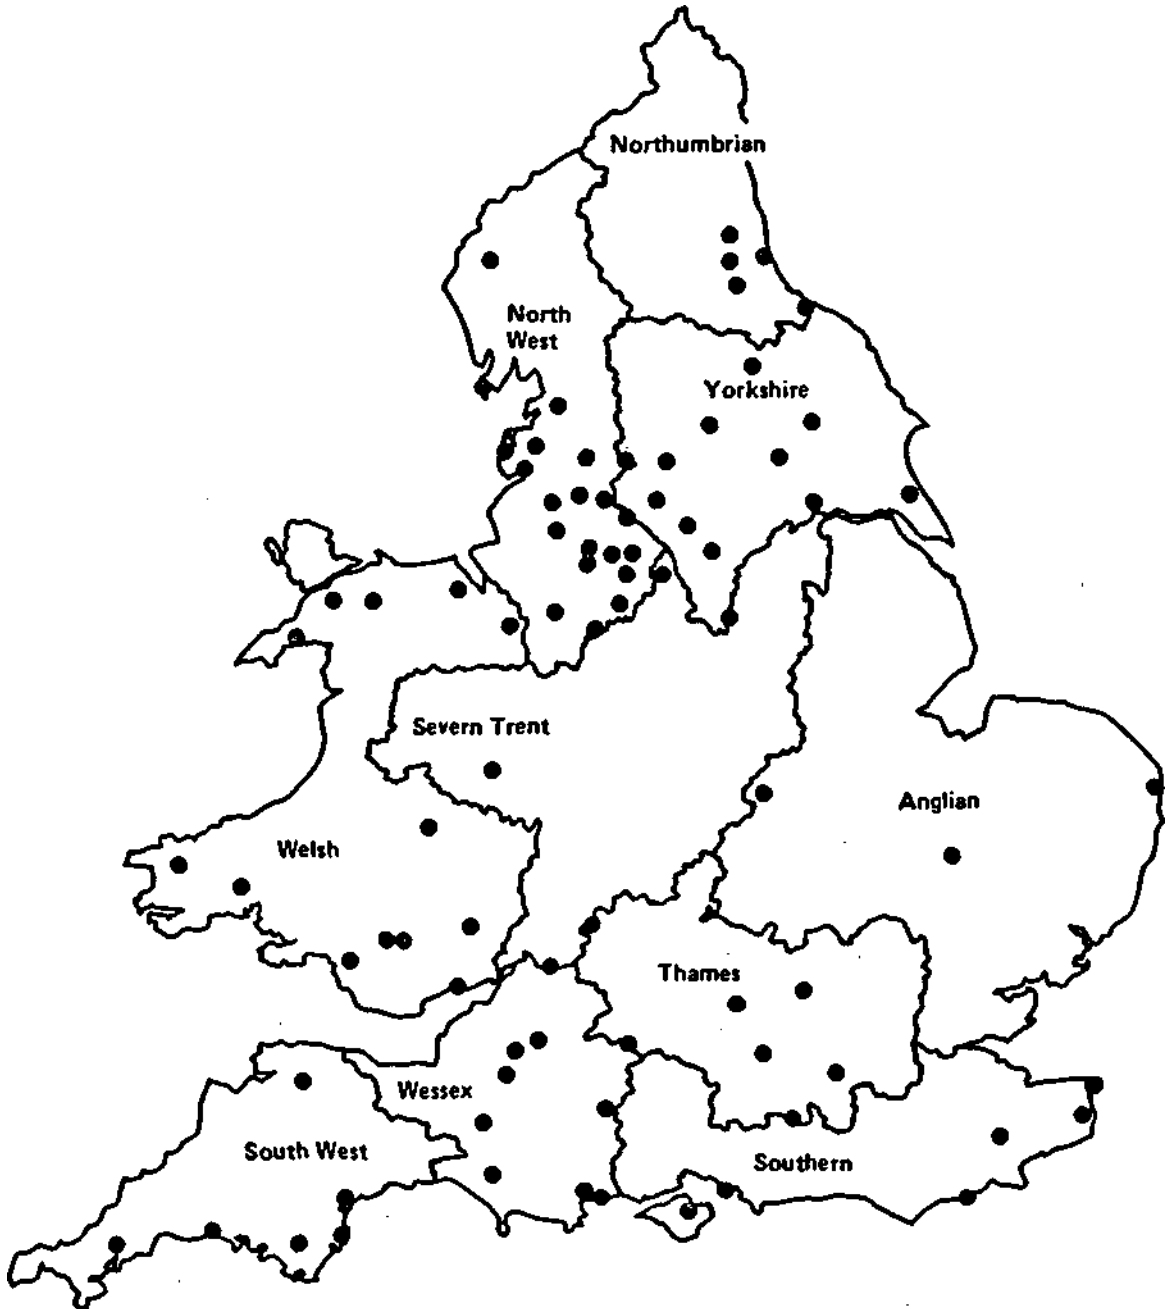 Northumbrian
North
West
Yorkshire
Severn Trent
Anglian
Welsh
Thames
Wessex
South West
Southern